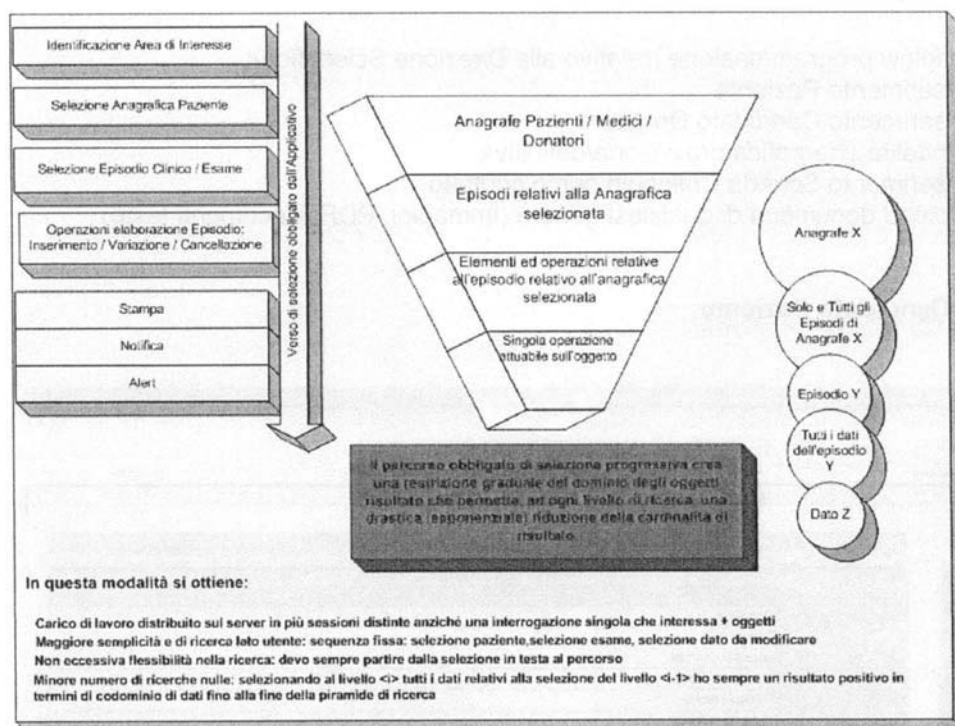 Identificazione Area di Interesse
Selezione Anagrafica Paziente
Selezione Episodio Clinico / Esame
Operazioni elaborazione Episodio:
Inserimento / Variazione / Cancellazione
Stampa
Notifica
Alert
Verso di selezione obbligato dall'Applicativo
Anagrafe Pazienti / Medici /
Donatori
Episodi relativi all'anagrafica
selezionata
Elementi ed operazioni relative
all'episodio relativo all'anagrafica
selezionata
Singola operazione
attuabile sull'oggetto
Anagrafe X
Solo e Tutti gli
Episodi di
Anagrafe X
Episodio Y
Tutti i dati
dell'episodio
Y
Dato Z
Il percorso obbligato di selezione progressiva crea
una restrizione graduale del dominio degli oggetti
risultato che permette, ad ogni livello di ricerca, una
drastica (esponenziale) riduzione della cardinalità di
risultato
In questa modalità si ottiene:
Carico di lavoro distribuito sul server in più sessioni distinte anziché una interrogazione singola che interessa + oggetti
Maggiore semplicità e di ricerca lato utente: sequenza fissa: selezione paziente,selezione esame, selezione dato da modificare
Non eccessiva flessibilità nella ricerca: devo sempre partire dalla selezione in testa al percorso
Minore numero di ricerche nulle: selezionando al livello <i> tutti i dati relativi alla selezione del livello <i-1> ho sempre un risultato positivo in
termini di codominio di dati fino alla fine della piramide di ricerca